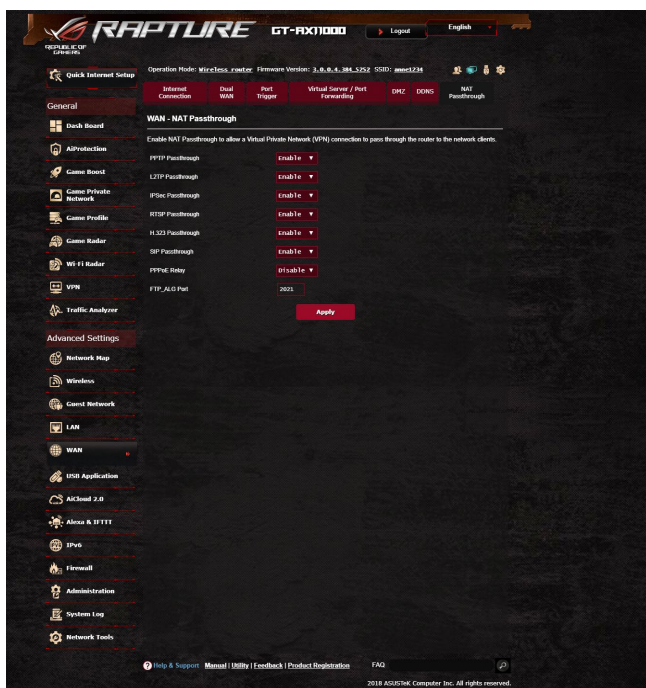 REPUBLIC OF GAMERS
RAPTURE GT-AX11000 Logout English
Quick Internet Setup
Operation Mode: Wireless router Firmware Version: 3.0.0.4.384_5252 SSID: amne1234
Internet Connection Dual WAN Port Trigger Virtual Server / Port Forwarding DMZ DDNS NAT Passthrough
General
Dash Board
AiProtection
Game Boost
Game Private Network
Game Profile
Game Radar
Wi-Fi Radar
VPN
Traffic Analyzer
Advanced Settings
Network Map
Wireless
Guest Network
LAN
WAN
USB Application
AiCloud 2.0
Alexa & IFTTT
IPv6
Firewall
Administration
System Log
Network Tools
WAN - NAT Passthrough
Enable NAT Passthrough to allow a Virtual Private Network (VPN) connection to pass through the router to the network clients.
PPTP Passthrough Enable
L2TP Passthrough Enable
IPSec Passthrough Enable
RTSP Passthrough Enable
H.323 Passthrough Enable
SIP Passthrough Enable
PPPoE Relay Disable
FTP_ALG Port 2021
Apply
Help & Support Manual | Utility | Feedback | Product Registration FAQ
2018 ASUSTeK Computer Inc. All rights reserved.